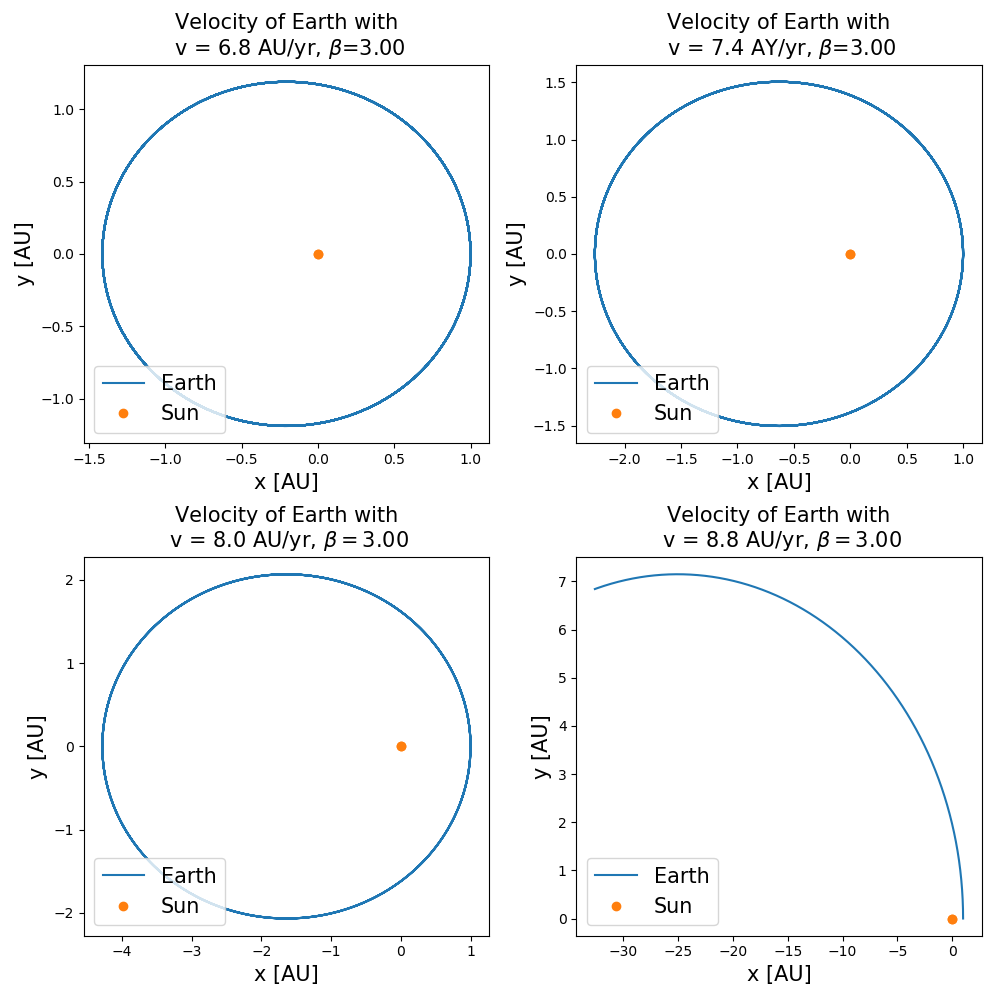 Velocity of Earth with
v = 6.8 AU/yr, β=3.00
1.0
0.5
0.0
−0.5
−1.0
y [AU]
Earth
Sun
−1.5
−1.0
−0.5
0.0
0.5
1.0
x [AU]
Velocity of Earth with
v = 7.4 AY/yr, β=3.00
1.5
1.0
0.5
0.0
−0.5
−1.0
−1.5
y [AU]
Earth
Sun
−2.0
−1.5
−1.0
−0.5
0.0
0.5
1.0
x [AU]
Velocity of Earth with
v = 8.0 AU/yr, β = 3.00
2
1
0
−1
−2
y [AU]
Earth
Sun
−4
−3
−2
−1
0
1
x [AU]
Velocity of Earth with
v = 8.8 AU/yr, β = 3.00
7
6
5
4
3
2
1
0
y [AU]
Earth
Sun
−30
−25
−20
−15
−10
−5
0
x [AU]